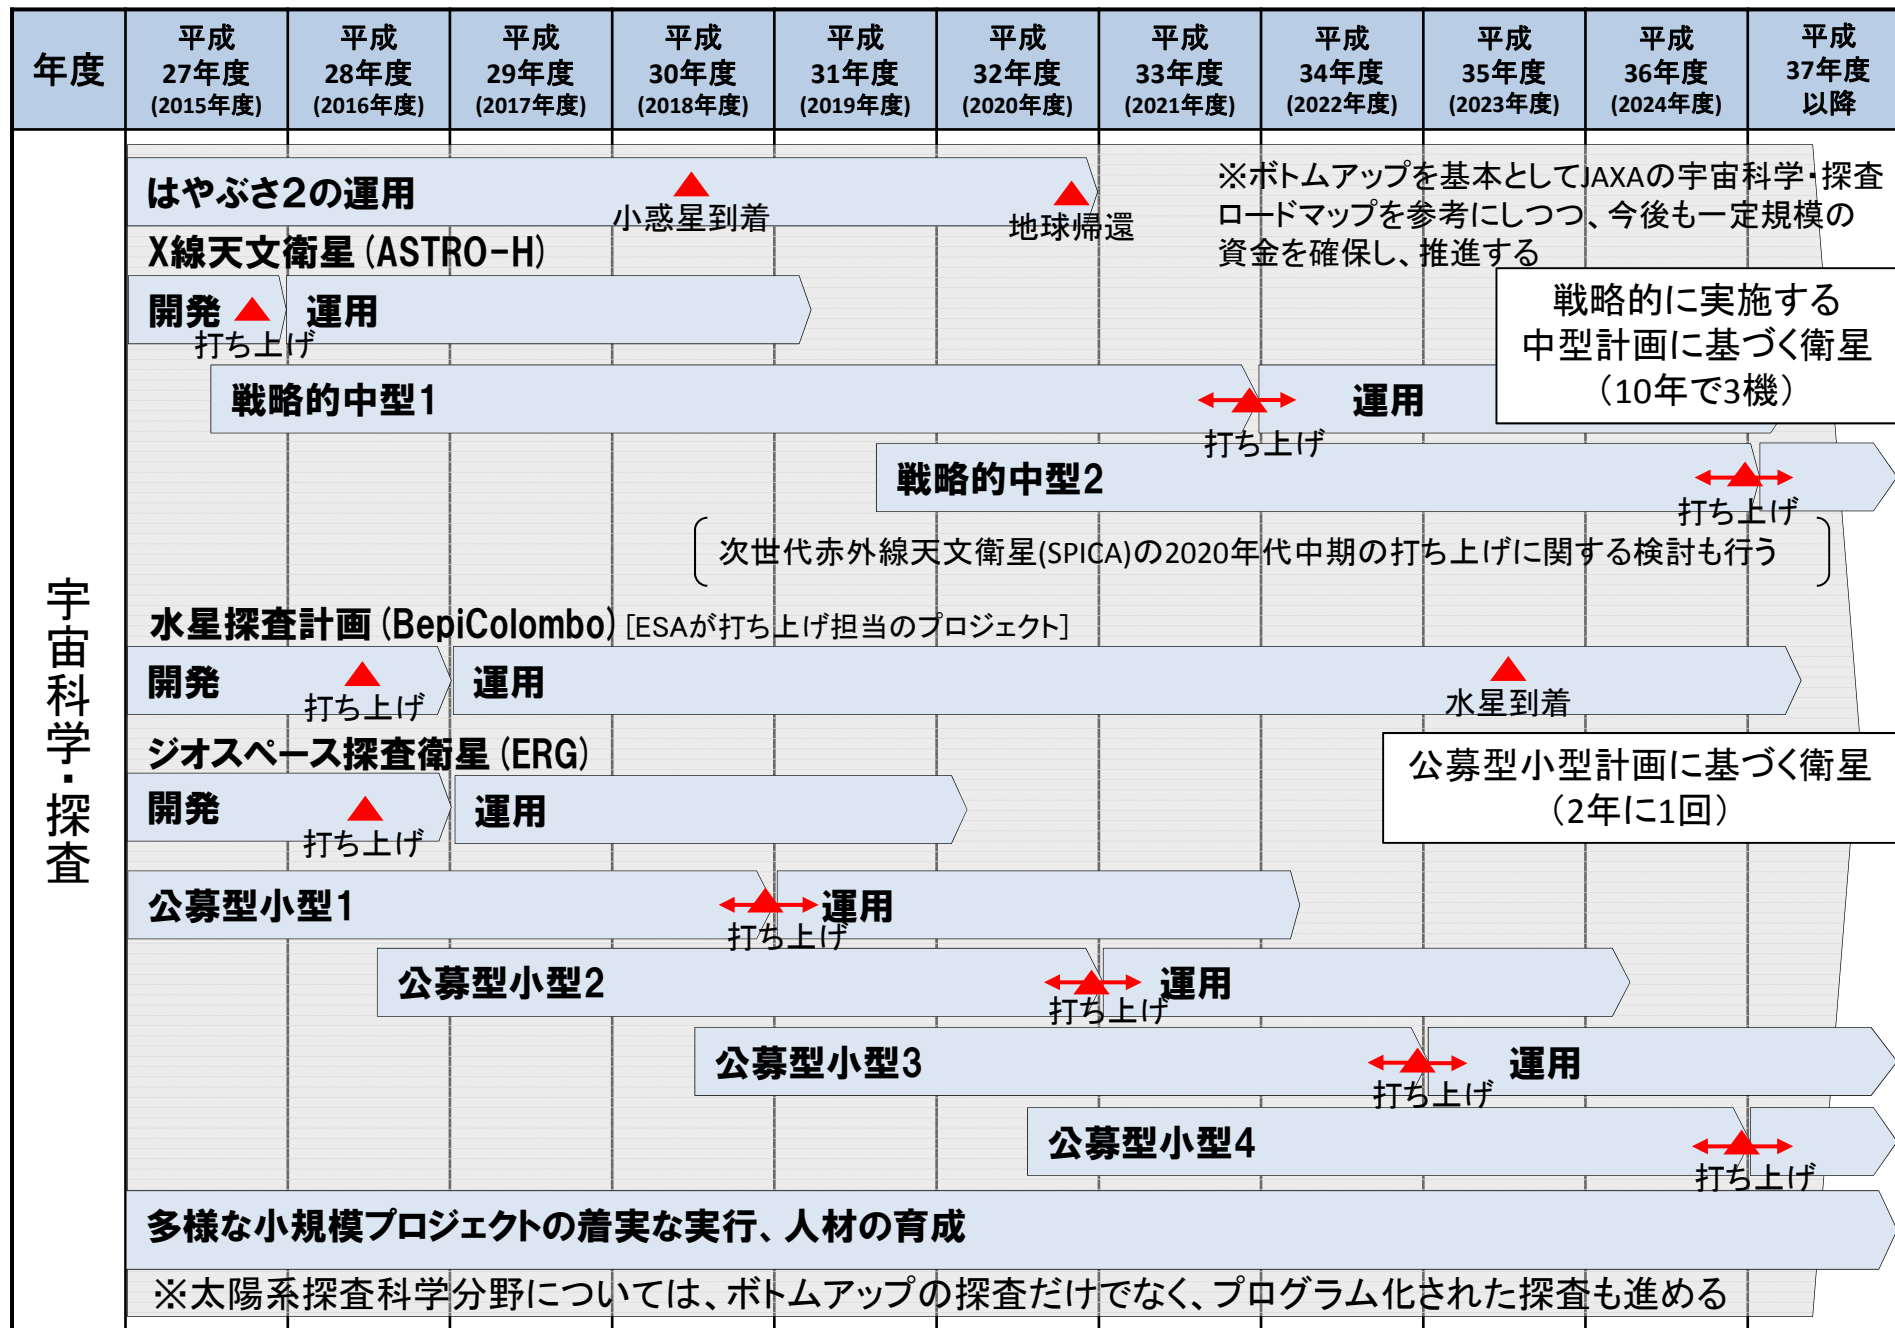 年度
平成
27年度
(2015年度)
平成
28年度
(2016年度)
平成
29年度
(2017年度)
平成
30年度
(2018年度)
平成
31年度
(2019年度)
平成
32年度
(2020年度)
平成
33年度
(2021年度)
平成
34年度
(2022年度)
平成
35年度
(2023年度)
平成
36年度
(2024年度)
平成
37年度
以降
宇宙科学・探査
はやぶさ2の運用
小惑星到着
地球帰還
※ボトムアップを基本としてJAXAの宇宙科学・探査
ロードマップを参考にしつつ、今後も一定規模の
資金を確保し、推進する
X線天文衛星(ASTRO-H)
開発
打ち上げ
運用
戦略的に実施する
中型計画に基づく衛星
(10年で3機)
戦略的中型1
打ち上げ
運用
戦略的中型2
打ち上げ
次世代赤外線天文衛星(SPICA)の2020年代中期の打ち上げに関する検討も行う
水星探査計画(BepiColombo)[ESAが打ち上げ担当のプロジェクト]
開発
打ち上げ
運用
水星到着
ジオスペース探査衛星(ERG)
開発
打ち上げ
運用
公募型小型計画に基づく衛星
(2年に1回)
公募型小型1
打ち上げ
運用
公募型小型2
打ち上げ
運用
公募型小型3
打ち上げ
運用
公募型小型4
打ち上げ
多様な小規模プロジェクトの着実な実行、人材の育成
※太陽系探査科学分野については、ボトムアップの探査だけでなく、プログラム化された探査も進める